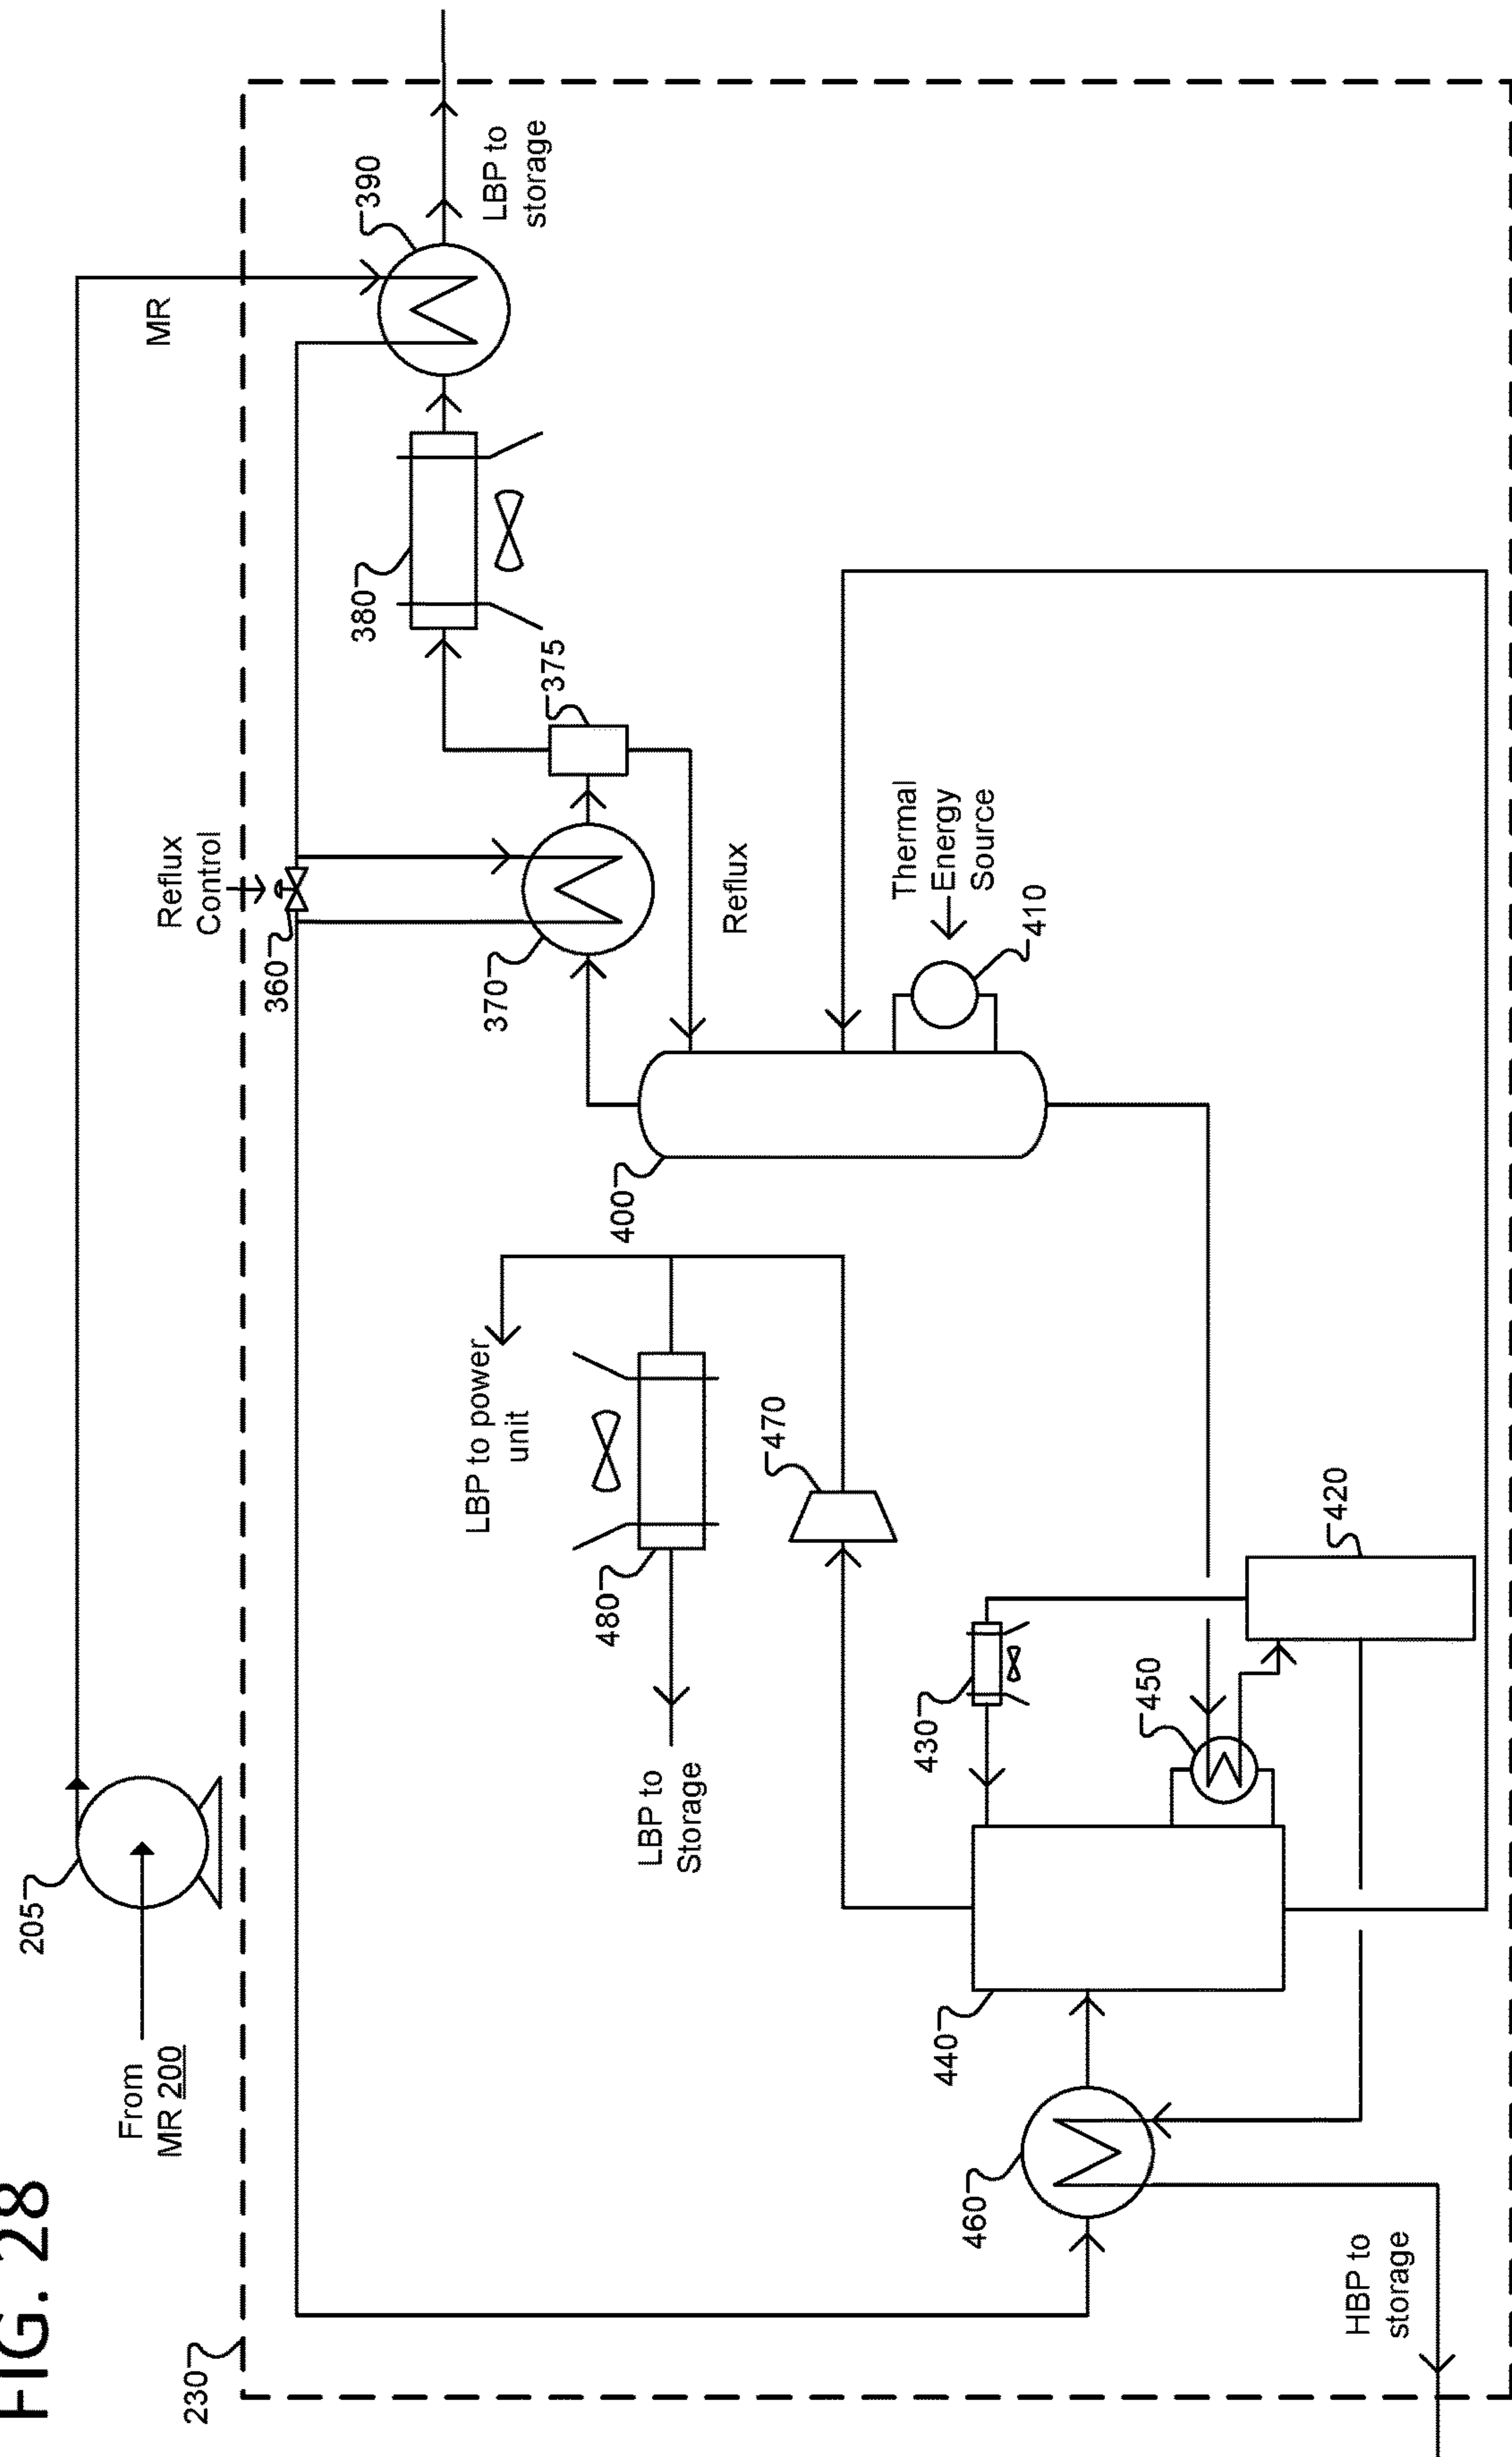 FIG. 28
230
From
MR 200
205
MR
Reflux
Control
360
370
375
380
390
LBP to
storage
Reflux
Thermal
Energy
Source
410
400
LBP to power
unit
480
LBP to
Storage
470
430
450
420
440
460
HBP to
storage